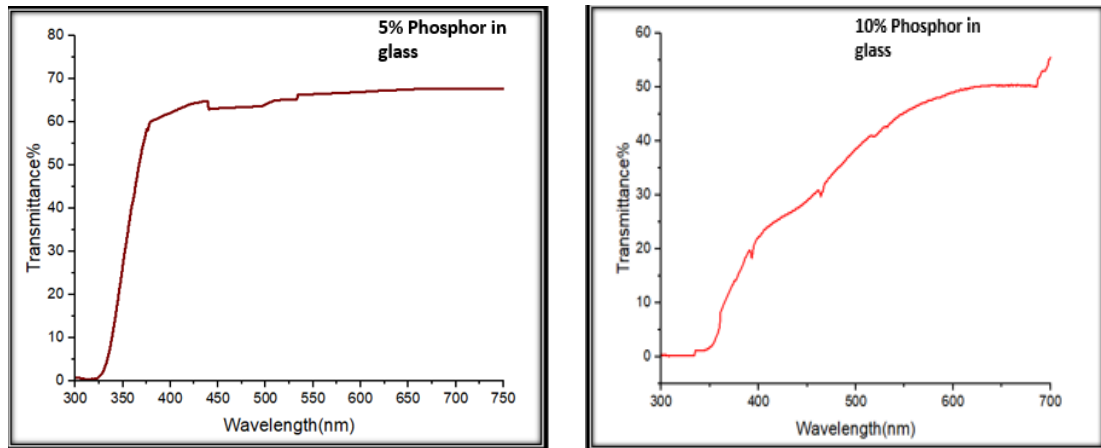 5% Phosphor in
glass
80
70
60
50
40
30
20
10
0
Transmittance%
300 350 400 450 500 550 600 650 700 750
Wavelength(nm)
10% Phosphor in
glass
60
50
40
30
20
10
0
Transmittance%
300 400 500 600 700
Wavelength(nm)